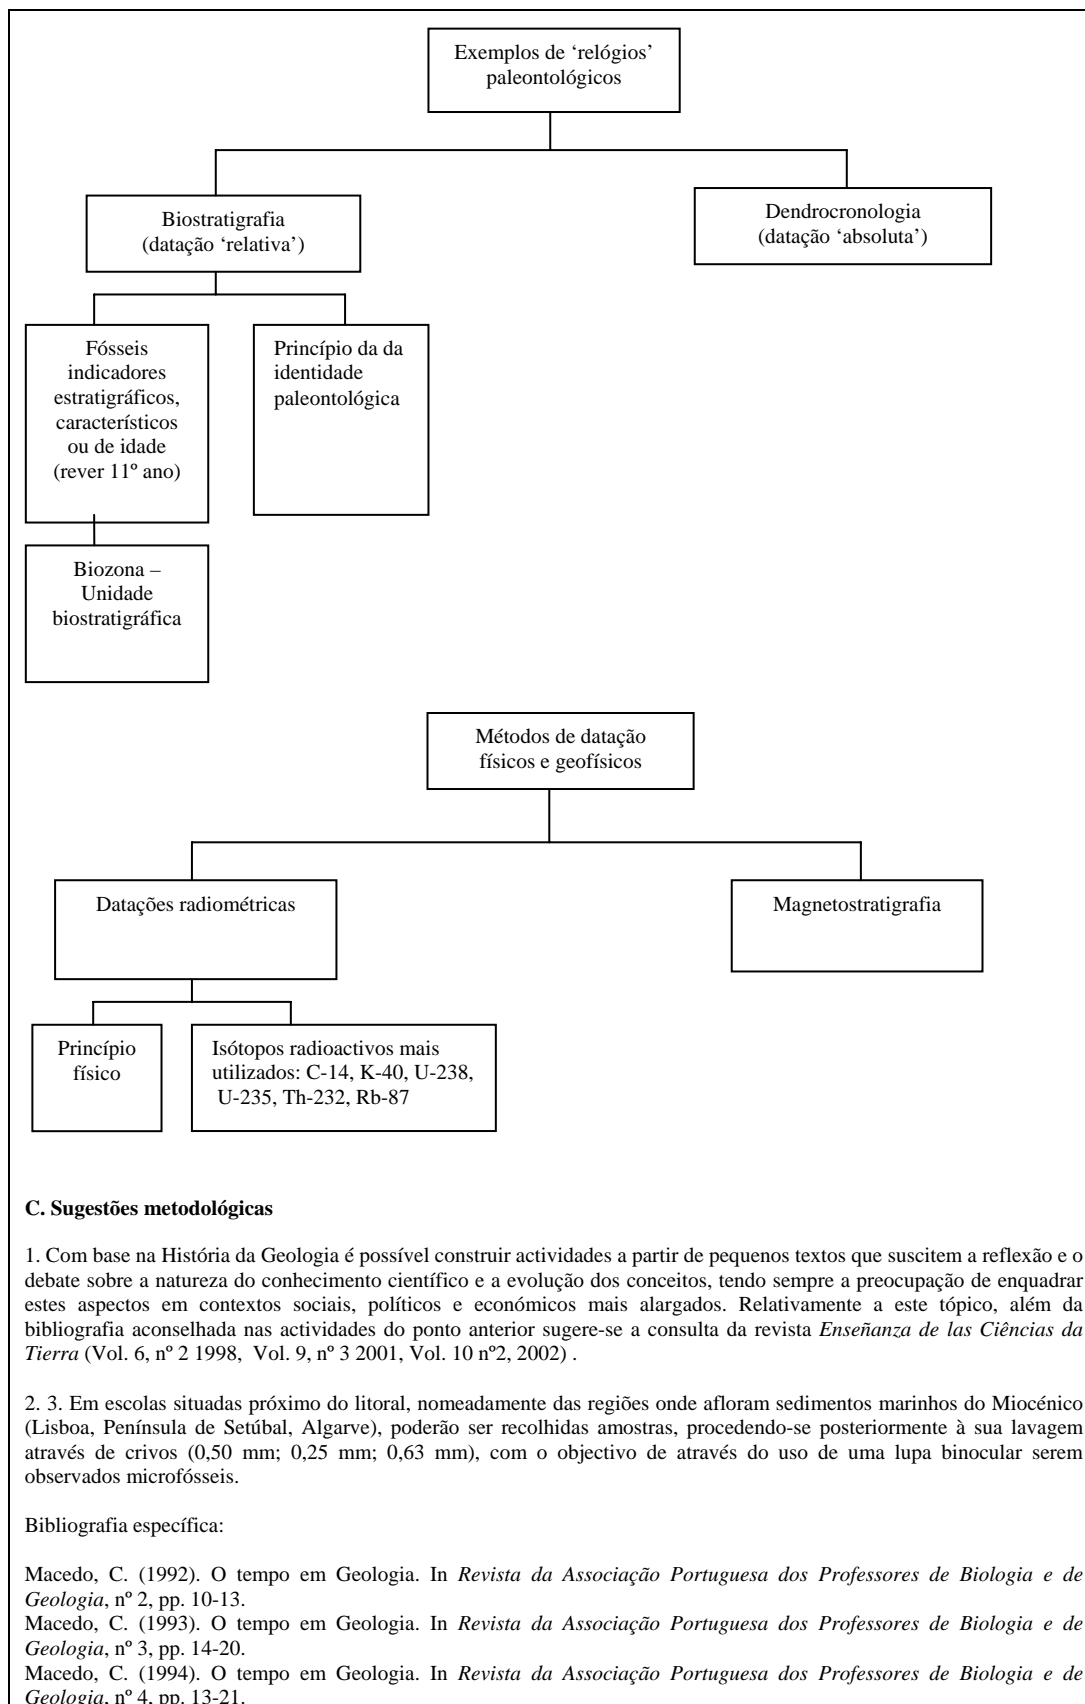 Exemplos de ‘relógios’
paleontológicos
Biostratigrafia
(datação ‘relativa’)
Dendrocronologia
(datação ‘absoluta’)
Fósseis
indicadores
estratigráficos,
característicos
ou de idade
(rever 11º ano)
Princípio da da
identidade
paleontológica
Biozona –
Unidade
biostratigráfica
Métodos de datação
físicos e geofísicos
Datações radiométricas
Magnetostratigrafia
Princípio
físico
Isótopos radioactivos mais
utilizados: C-14, K-40, U-238,
U-235, Th-232, Rb-87
C. Sugestões metodológicas
1. Com base na História da Geologia é possível construir actividades a partir de pequenos textos que suscitem a reflexão e o
debate sobre a natureza do conhecimento científico e a evolução dos conceitos, tendo sempre a preocupação de enquadrar
estes aspectos em contextos sociais, políticos e económicos mais alargados. Relativamente a este tópico, além da
bibliografia aconselhada nas actividades do ponto anterior sugere-se a consulta da revista Enseñanza de las Ciências da
Tierra (Vol. 6, nº 2 1998, Vol. 9, nº 3 2001, Vol. 10 nº2, 2002) .
2. 3. Em escolas situadas próximo do litoral, nomeadamente das regiões onde afloram sedimentos marinhos do Miocénico
(Lisboa, Península de Setúbal, Algarve), poderão ser recolhidas amostras, procedendo-se posteriormente à sua lavagem
através de crivos (0,50 mm; 0,25 mm; 0,63 mm), com o objectivo de através do uso de uma lupa binocular serem
observados microfósseis.
Bibliografia específica:
Macedo, C. (1992). O tempo em Geologia. In Revista da Associação Portuguesa dos Professores de Biologia e de
Geologia, nº 2, pp. 10-13.
Macedo, C. (1993). O tempo em Geologia. In Revista da Associação Portuguesa dos Professores de Biologia e de
Geologia, nº 3, pp. 14-20.
Macedo, C. (1994). O tempo em Geologia. In Revista da Associação Portuguesa dos Professores de Biologia e de
Geologia, nº 4, pp. 13-21.